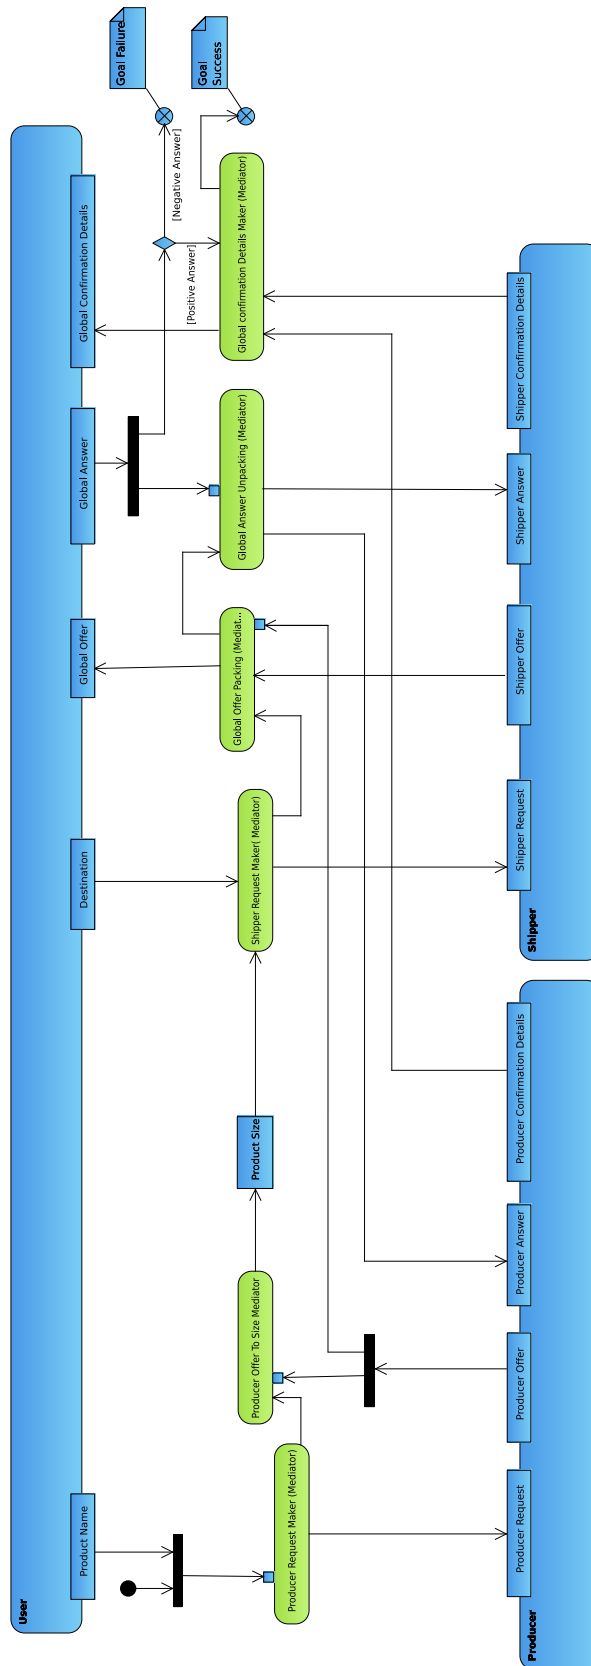 User
Product Name
Destination
Global Offer
Global Answer
Global Confirmation Details
Goal Failure
Goal
Success
[Negative Answer]
[Positive Answer]
Producer Request Maker (Mediator)
Producer Offer To Size Mediator
Product Size
Shipper Request Maker( Mediator)
Global Offer Packing (Mediat...
Global Answer Unpacking (Mediator)
Global confirmation Details Maker (Mediator)
Producer
Producer Request
Producer Offer
Producer Answer
Producer Confirmation Details
Shipper
Shipper Request
Shipper Offer
Shipper Answer
Shipper Confirmation Details